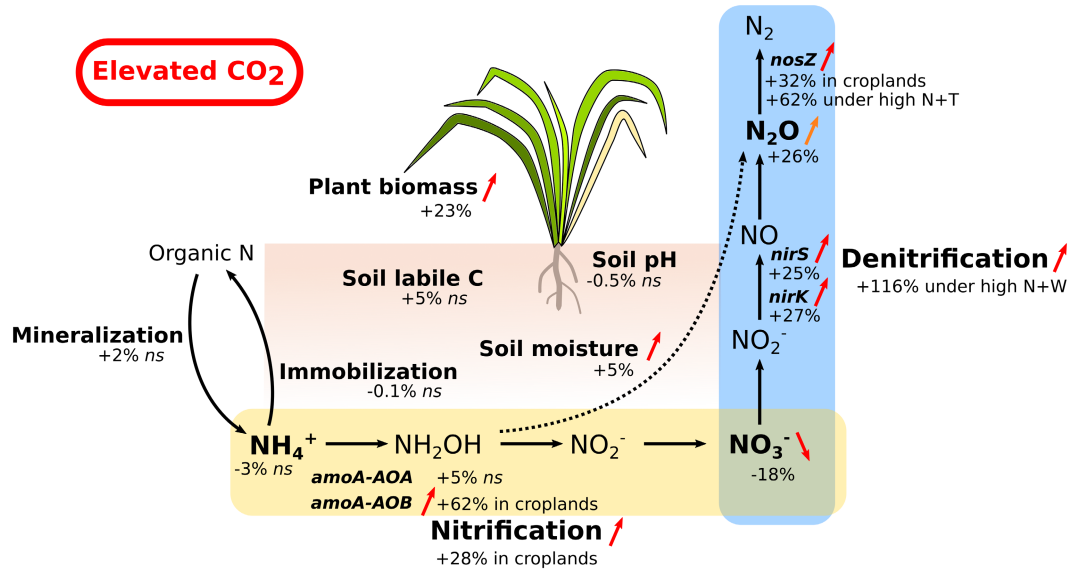 Elevated CO2
N2
nosZ
+32% in croplands
+62% under high N+T
N2O
+26%
Plant biomass
+23%
Organic N
Soil labile C
+5% ns
Soil pH
-0.5% ns
NO
nirS
+25%
nirK
+27%
Denitrification
+116% under high N+W
Mineralization
+2% ns
Immobilization
-0.1% ns
Soil moisture
+5%
NO2-
NH4+
-3% ns
NH2OH
NO2-
NO3-
-18%
amoA-AOA +5% ns
amoA-AOB +62% in croplands
Nitrification
+28% in croplands